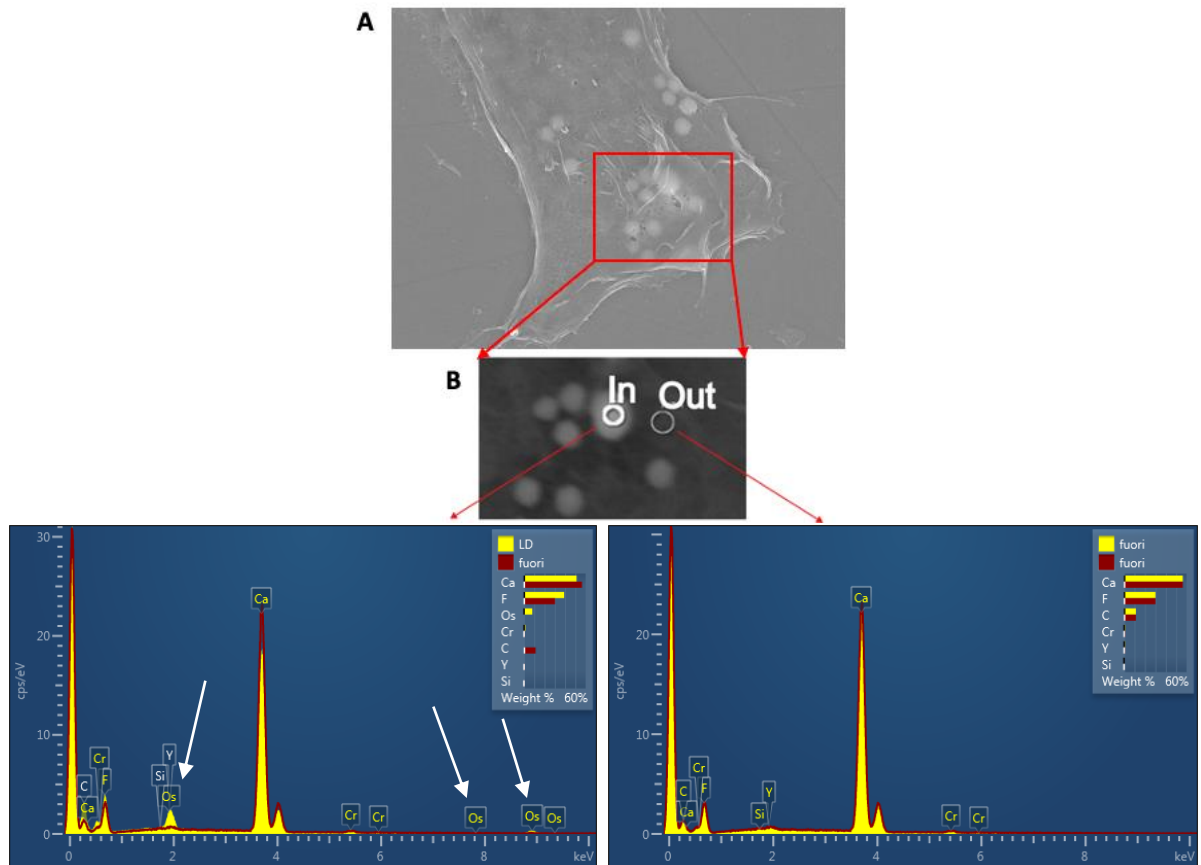 A
B
In Out
30
20
10
0
cps/eV
C
Ca
Cr
F
Si
Y
Os
Ca
Cr
Cr
Os
Os
Os
0 2 4 6 8 keV
LD
fuori
Ca
F
Os
Cr
C
Y
Si
Weight % 60%
20
10
0
cps/eV
C
Ca
Cr
F
Si
Y
Ca
Cr
Cr
0 2 4 6 8 keV
fuori
fuori
Ca
F
C
Cr
Y
Si
Weight % 60%